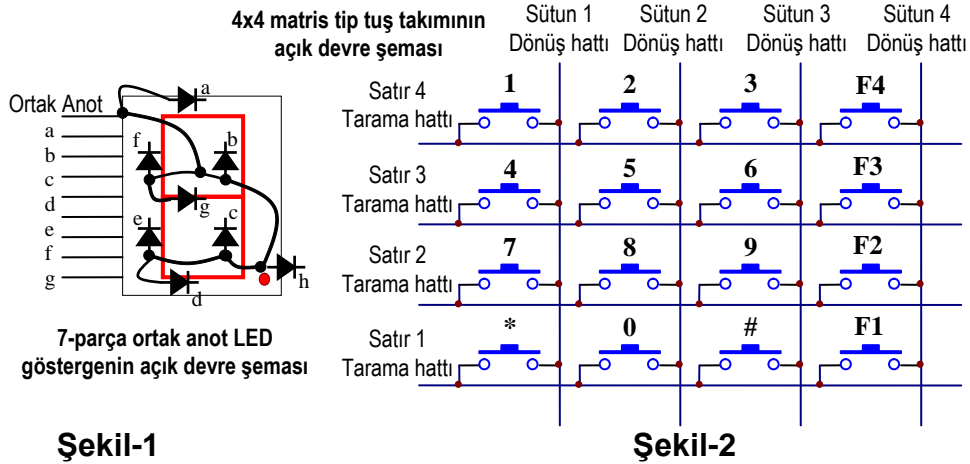 4x4 matris tip tuş takımının
açık devre şeması
Sütun 1
Dönüş hattı
Sütun 2
Dönüş hattı
Sütun 3
Dönüş hattı
Sütun 4
Dönüş hattı
Ortak Anot
a
b
c
d
e
f
g
a
f
b
g
e
c
d
h
7-parça ortak anot LED
göstergenin açık devre şeması
Şekil-1
Satır 4
Tarama hattı
1 2 3 F4
Satır 3
Tarama hattı
4 5 6 F3
Satır 2
Tarama hattı
7 8 9 F2
Satır 1
Tarama hattı
* 0 # F1
Şekil-2